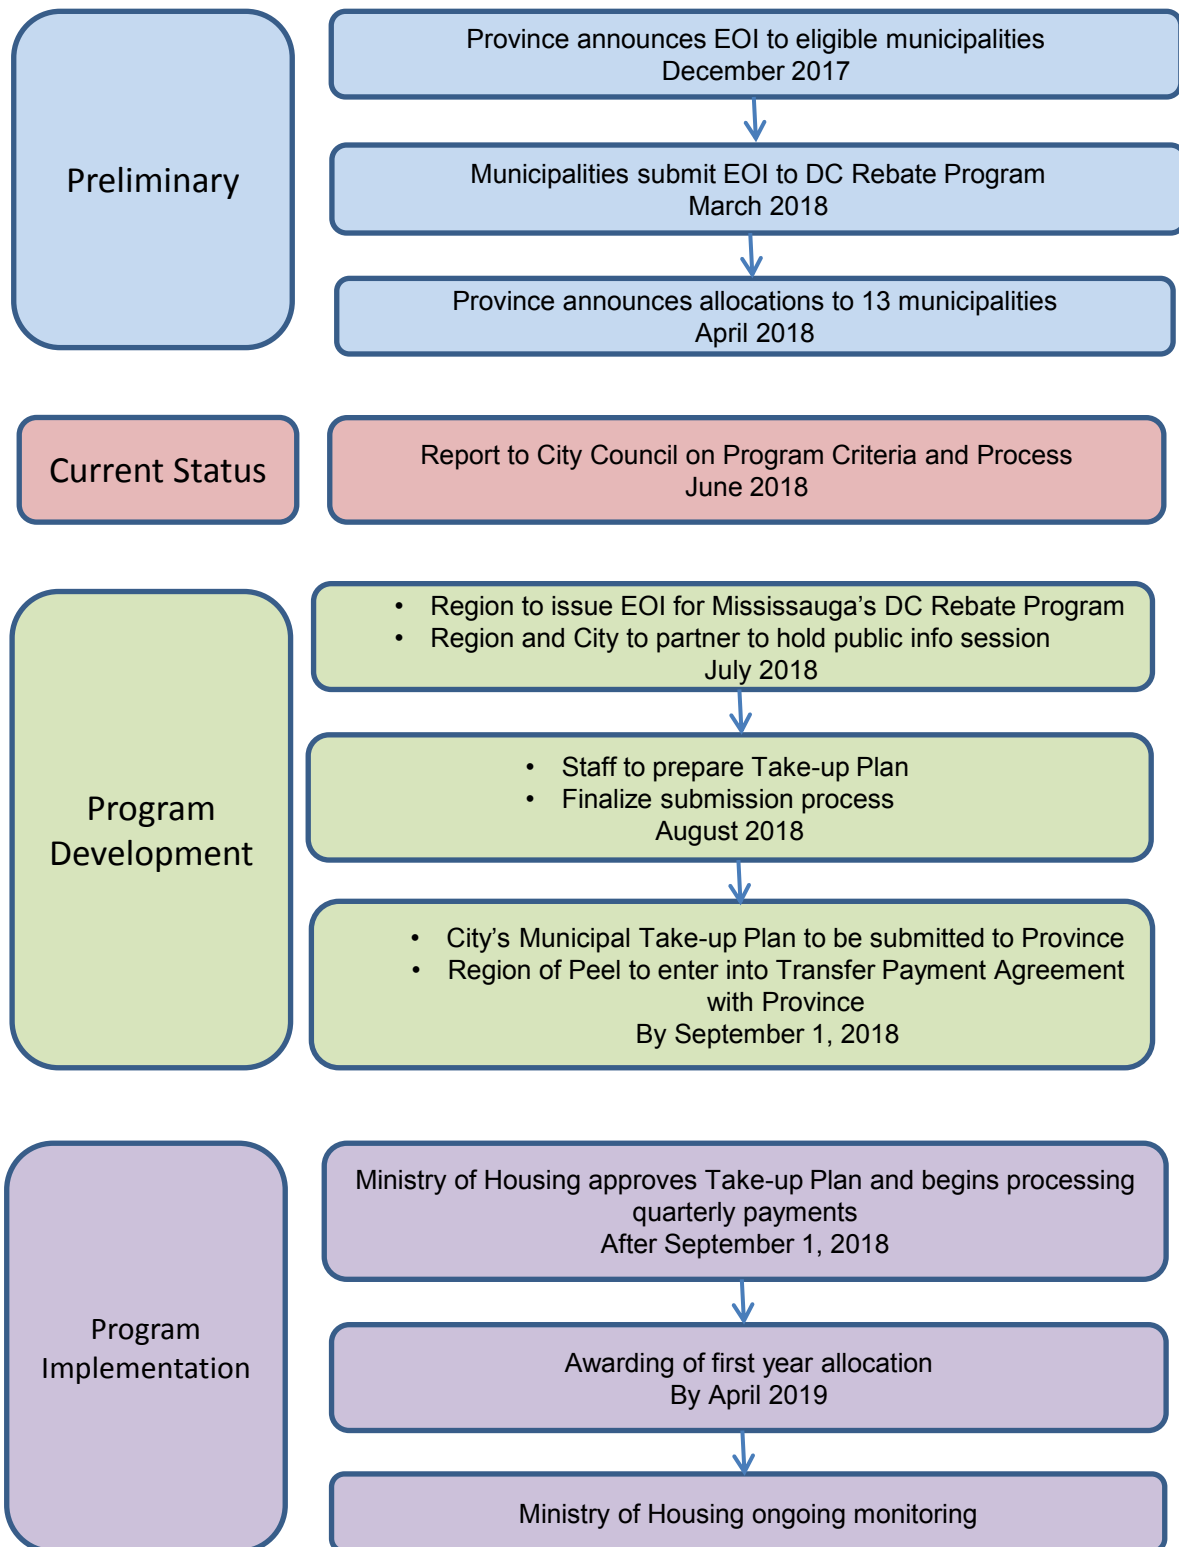 Preliminary
Province announces EOI to eligible municipalities
December 2017
Municipalities submit EOI to DC Rebate Program
March 2018
Province announces allocations to 13 municipalities
April 2018
Current Status
Report to City Council on Program Criteria and Process
June 2018
Program
Development
• Region to issue EOI for Mississauga's DC Rebate Program
• Region and City to partner to hold public info session
July 2018
• Staff to prepare Take-up Plan
• Finalize submission process
August 2018
• City's Municipal Take-up Plan to be submitted to Province
• Region of Peel to enter into Transfer Payment Agreement
with Province
By September 1, 2018
Program
Implementation
Ministry of Housing approves Take-up Plan and begins processing
quarterly payments
After September 1, 2018
Awarding of first year allocation
By April 2019
Ministry of Housing ongoing monitoring